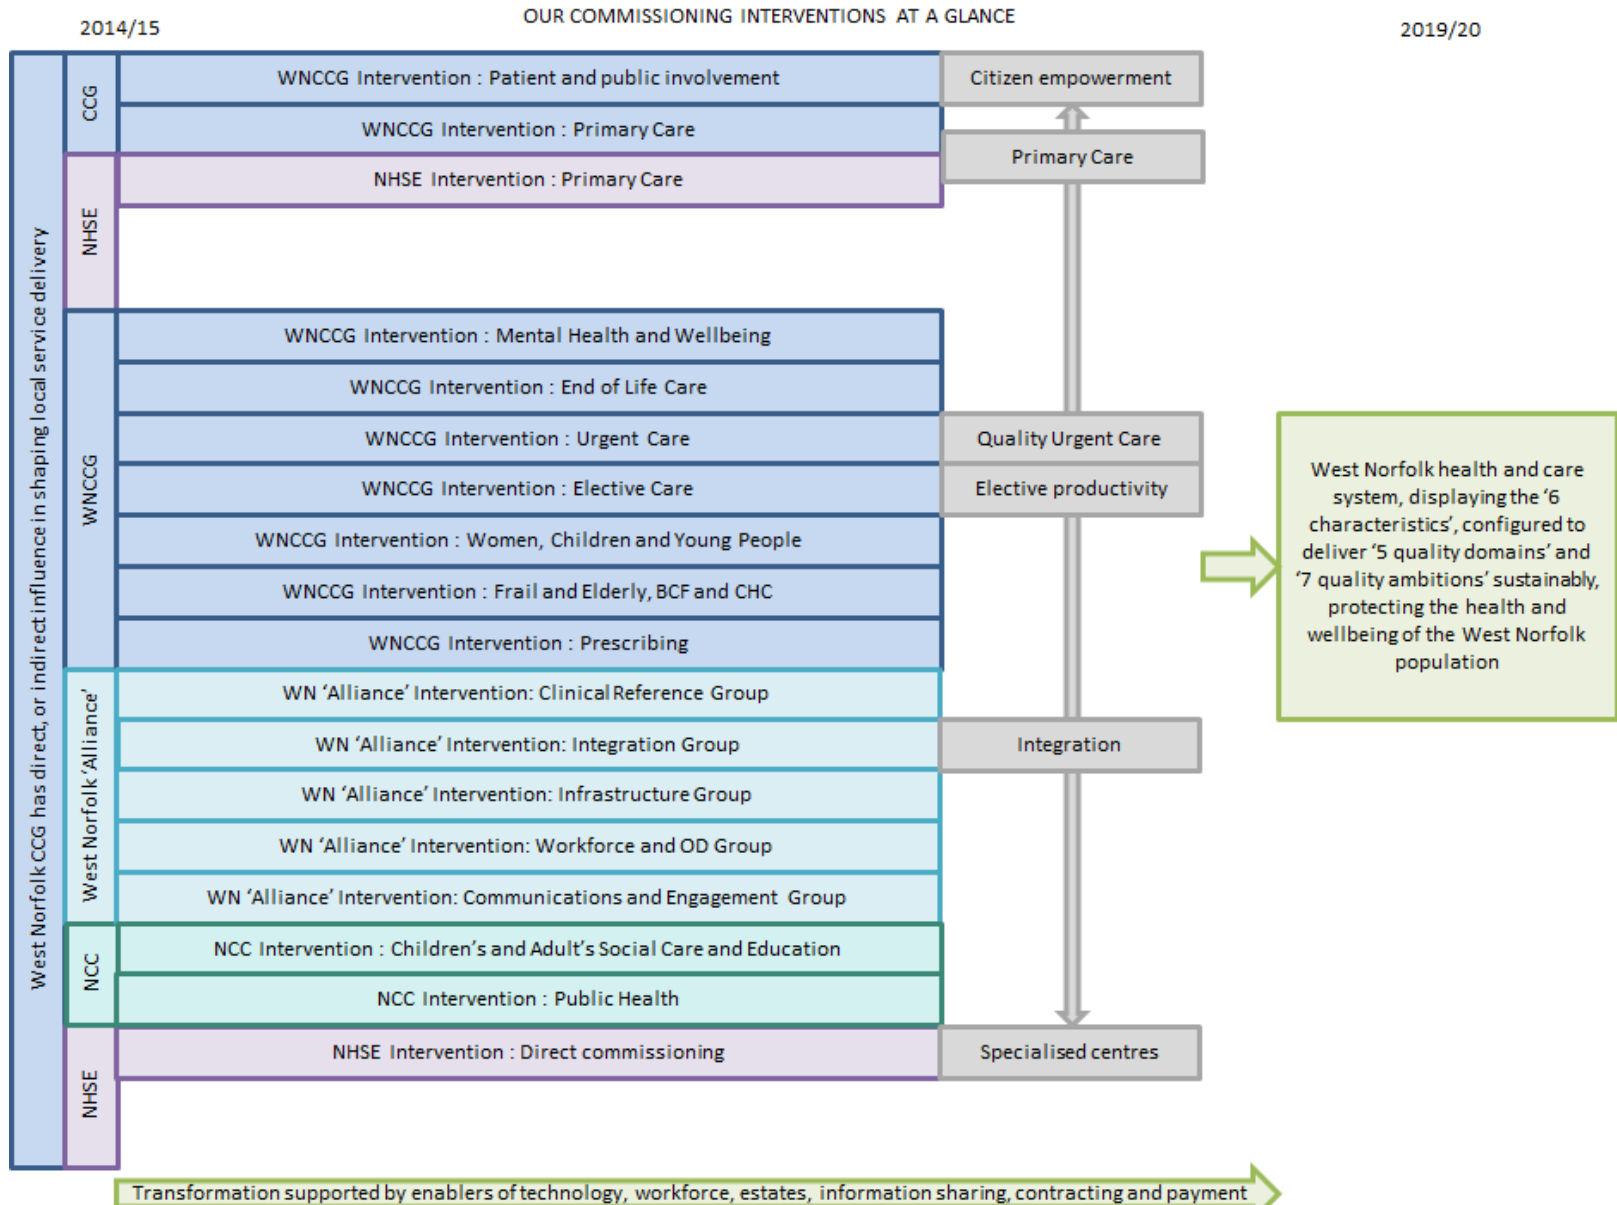 OUR COMMISSIONING INTERVENTIONS AT A GLANCE
2014/15
2019/20
West Norfolk CCG has direct, or indirect influence in shaping local service delivery
CCG
WNCCG Intervention : Patient and public involvement
Citizen empowerment
WNCCG Intervention : Primary Care
Primary Care
NHSE
NHSE Intervention : Primary Care
WNCCG
WNCCG Intervention : Mental Health and Wellbeing
WNCCG Intervention : End of Life Care
WNCCG Intervention : Urgent Care
Quality Urgent Care
WNCCG Intervention : Elective Care
Elective productivity
WNCCG Intervention : Women, Children and Young People
WNCCG Intervention : Frail and Elderly, BCF and CHC
WNCCG Intervention : Prescribing
West Norfolk 'Alliance'
WN ‘Alliance’ Intervention: Clinical Reference Group
WN ‘Alliance’ Intervention: Integration Group
Integration
WN ‘Alliance’ Intervention: Infrastructure Group
WN ‘Alliance’ Intervention: Workforce and OD Group
WN ‘Alliance’ Intervention: Communications and Engagement Group
NCC
NCC Intervention : Children’s and Adult’s Social Care and Education
NCC Intervention : Public Health
NHSE
NHSE Intervention : Direct commissioning
Specialised centres
West Norfolk health and care
system, displaying the ‘6
characteristics’, configured to
deliver ‘5 quality domains’ and
‘7 quality ambitions’ sustainably,
protecting the health and
wellbeing of the West Norfolk
population
Transformation supported by enablers of technology, workforce, estates, information sharing, contracting and payment